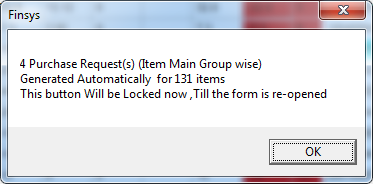 Finsys
4 Purchase Request(s) (Item Main Group wise)
Generated Automatically  for 131 items
This button Will be Locked now ,Till the form is re-opened
OK